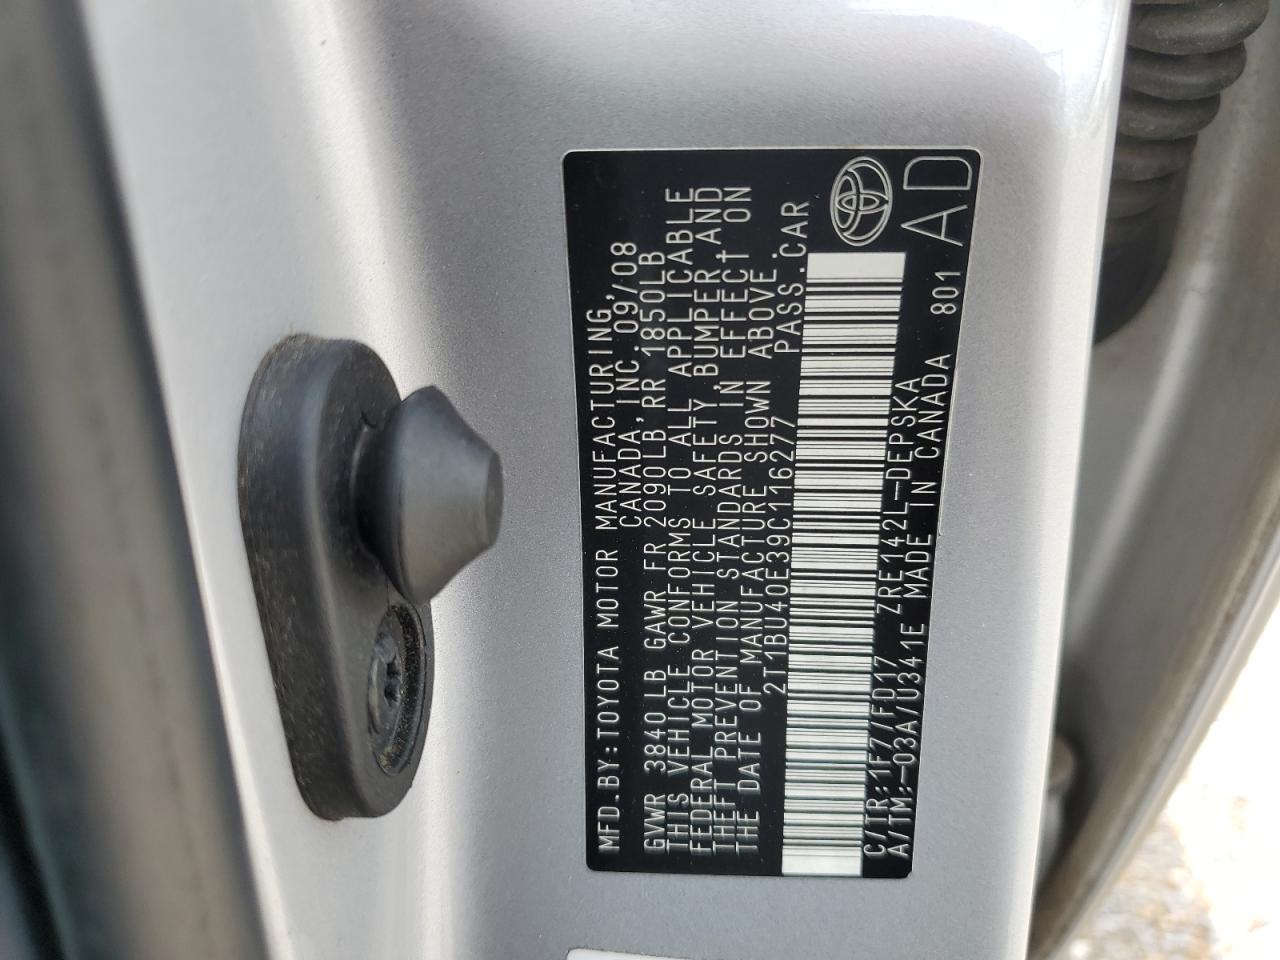 MFD.BY:TOYOTA MOTOR MANUFACTURING,
CANADA, INC. 09/08
GVWR 3840LB GAWR FR 2090LB RR 1850LB
THIS VEHICLE CONFORMS TO ALL APPLICABLE
FEDERAL MOTOR VEHICLE SAFETY, BUMPER, AND
THEFT PREVENTION STANDARDS IN EFFECT ON
THE DATE OF MANUFACTURE SHOWN ABOVE.
2T1BU40E39C116277 PASS.CAR
C/TR:1F7/FD17 ZRE142L-DEPSKA
A/TM:-03A/U341E MADE IN CANADA 801
AD